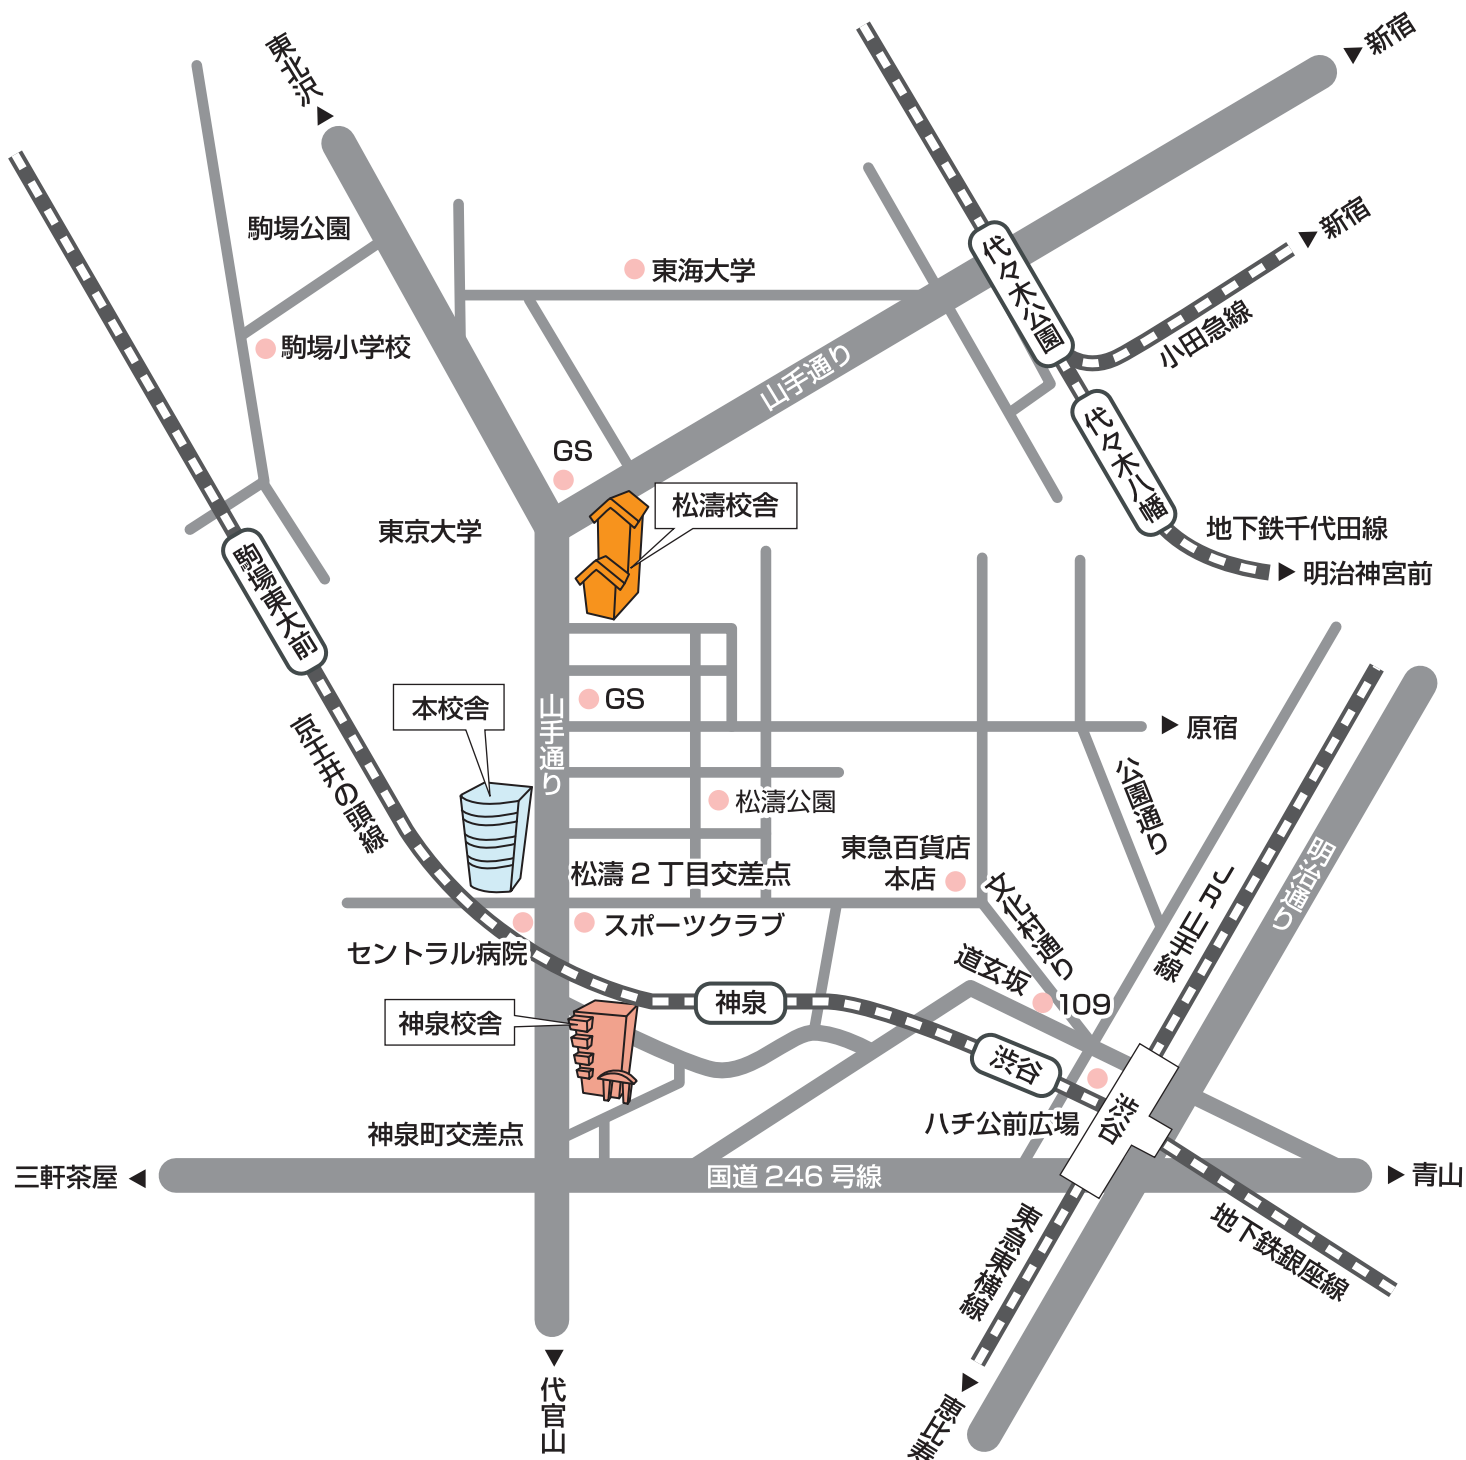 東北沢
新宿
駒場公園
新宿
東海大学
代々木公園
小田急線
駒場小学校
山手通り
GS
代々木八幡
松濤校舎
東京大学
地下鉄千代田線
明治神宮前
駒場東大前
本校舎
GS
山手通り
原宿
京王井の頭線
公園通り
松濤公園
東急百貨店
本店
松濤2丁目交差点
文化村通り
JR山手線
明治通り
スポーツクラブ
セントラル病院
道玄坂
109
神泉
神泉校舎
渋谷
渋谷
ハチ公前広場
神泉町交差点
三軒茶屋
国道246号線
青山
東急東横線
地下鉄銀座線
代官山
恵比寿